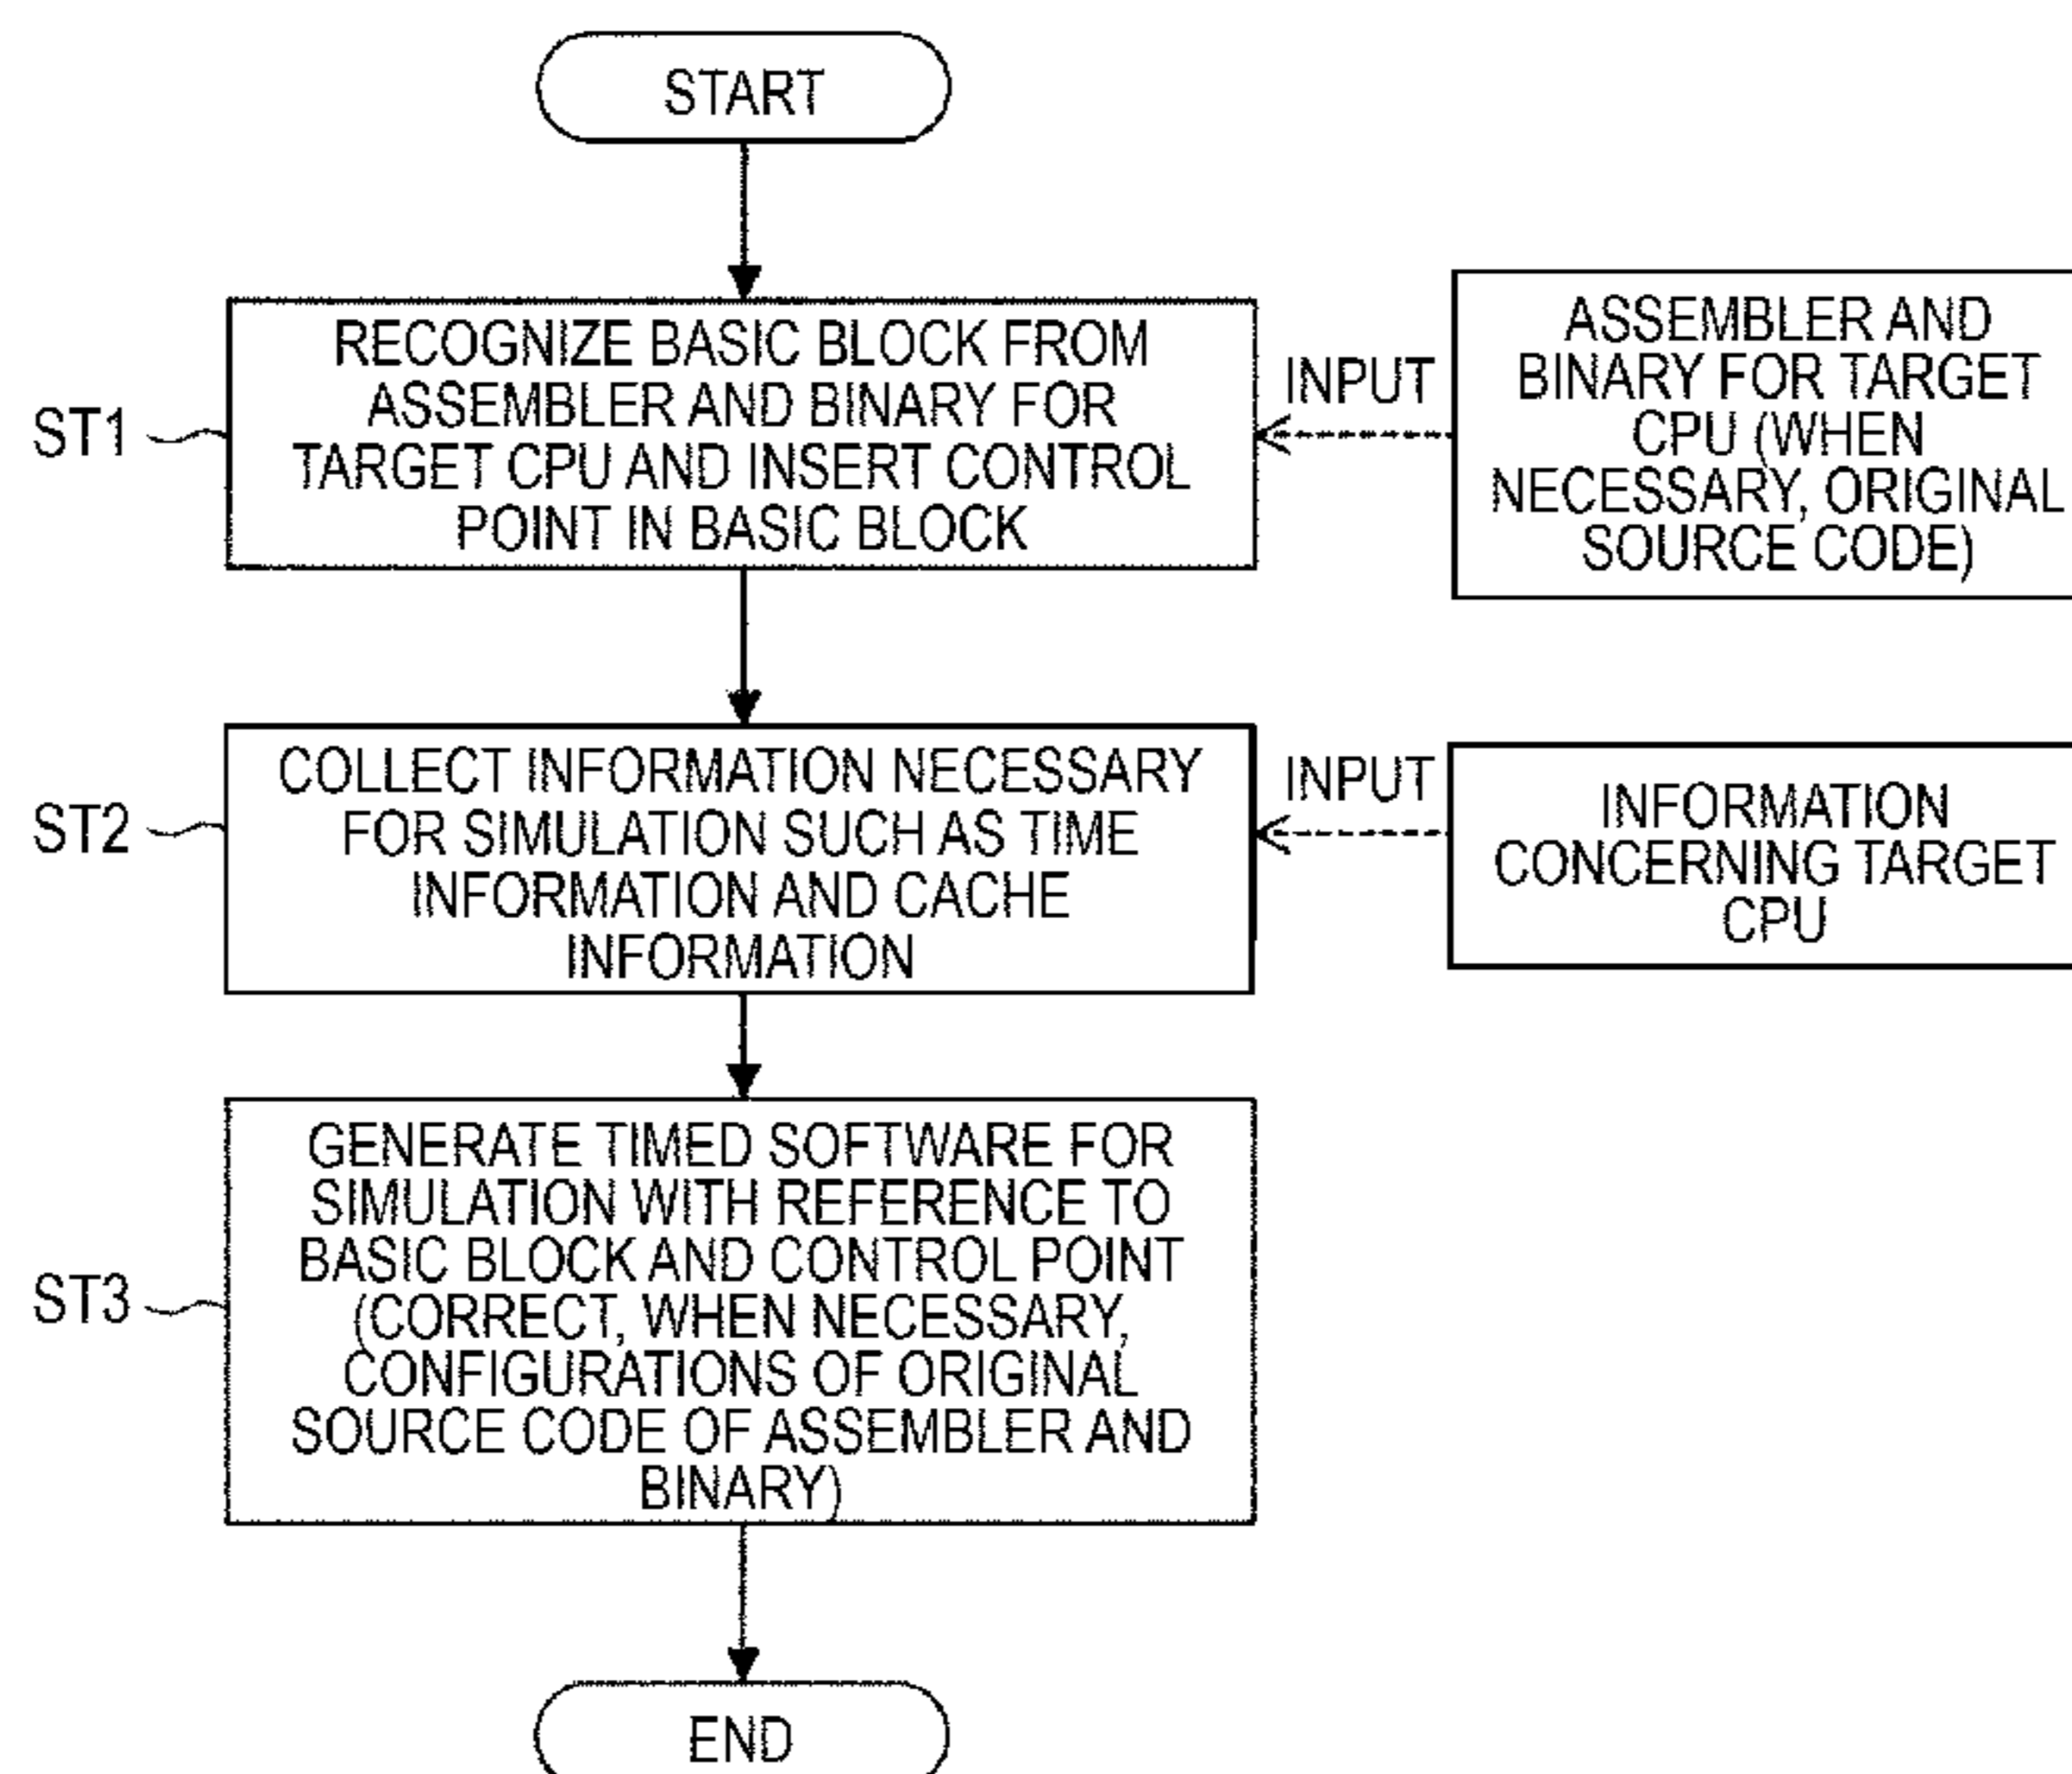 START
RECOGNIZE BASIC BLOCK FROM
ASSEMBLER AND BINARY FOR
TARGET CPU AND INSERT CONTROL
POINT IN BASIC BLOCK
ST1
INPUT
ASSEMBLER AND
BINARY FOR TARGET
CPU (WHEN
NECESSARY, ORIGINAL
SOURCE CODE)
COLLECT INFORMATION NECESSARY
FOR SIMULATION SUCH AS TIME
INFORMATION AND CACHE
INFORMATION
ST2
INPUT
INFORMATION
CONCERNING TARGET
CPU
GENERATE TIMED SOFTWARE FOR
SIMULATION WITH REFERENCE TO
BASIC BLOCK AND CONTROL POINT
(CORRECT, WHEN NECESSARY,
CONFIGURATIONS OF ORIGINAL
SOURCE CODE OF ASSEMBLER AND
BINARY)
ST3
END